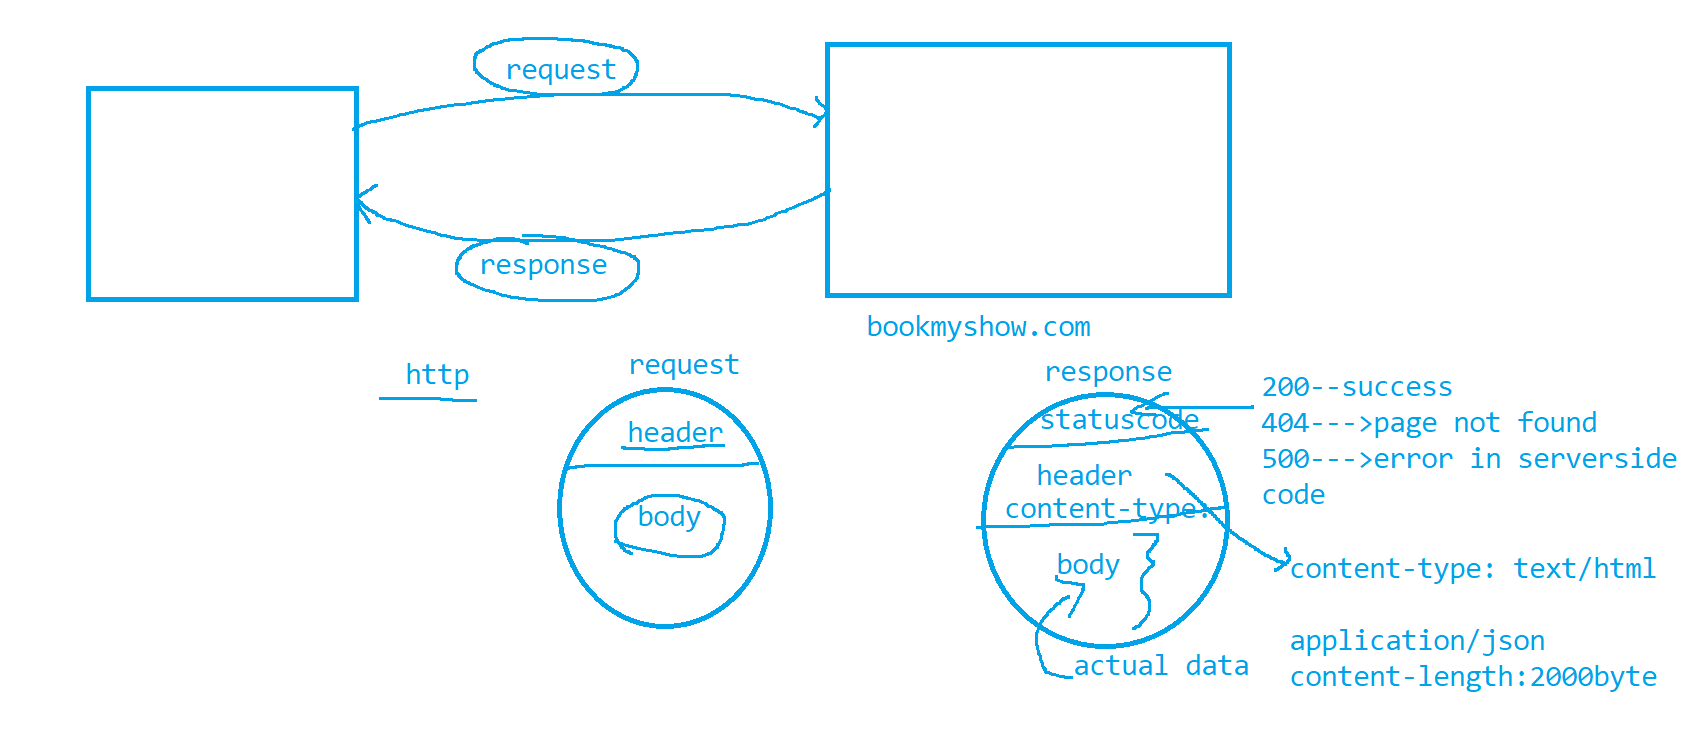 request
response
bookmyshow.com
http
request
header
body
response
statuscode
header
content-type:
body
actual data
200--success
404--->page not found
500--->error in serverside
code
content-type: text/html
application/json
content-length:2000byte